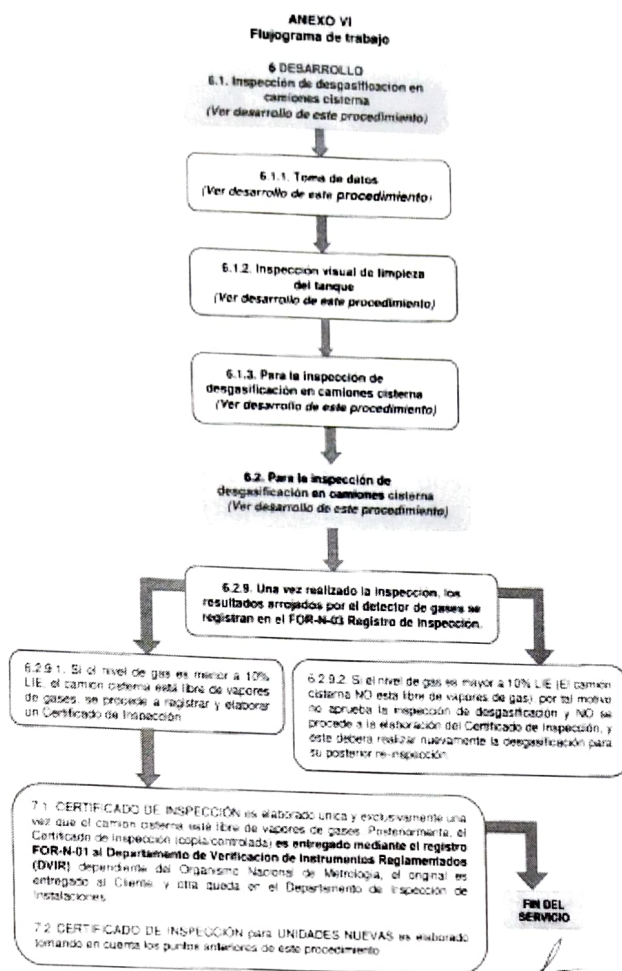 ANEXO VI
Flujograma de trabajo
6 DESARROLLO
6.1. Inspección de desgasificación en
camiones cisterna
(Ver desarrollo de este procedimiento)
6.1.1. Toma de datos
(Ver desarrollo de este procedimiento)
6.1.2. Inspección visual de limpieza
del tanque
(Ver desarrollo de este procedimiento)
6.1.3. Para la inspección de
desgasificación en camiones cisterna
(Ver desarrollo de este procedimiento)
6.2. Para la inspección de
desgasificación en camiones cisterna
(Ver desarrollo de este procedimiento)
6.2.9. Una vez realizado la inspección, los
resultados arrojados por el detector de gases se
registran en el FOR-N-03 Registro de Inspección.
6.2.9.1. Si el nivel de gas es menor a 10%
LIE, el camión cisterna está libre de vapores
de gases, se procede a registrar y elaborar
un Certificado de Inspección
6.2.9.2. Si el nivel de gas es mayor a 10% LIE (El camión
cisterna NO esta libre de vapores de gas), por tal motivo
no aprueba la inspección de desgasificación y NO se
procede a la elaboración del Certificado de Inspección, y
éste deberá realizar nuevamente la desgasificación para
su posterior re-inspección.
7.1. CERTIFICADO DE INSPECCIÓN es elaborado única y exclusivamente una
vez que el camión cisterna esté libre de vapores de gases. Posteriormente, el
Certificado de Inspección (copia controlada) es entregado mediante el registro
FOR-N-01 al Departamento de Verificación de Instrumentos Reglamentados
(DVIR) dependiente del Organismo Nacional de Metrología, el original es
entregado al Cliente y otra queda en el Departamento de Inspección de
Instalaciones
7.2 CERTIFICADO DE INSPECCIÓN para UNIDADES NUEVAS es elaborado
tomando en cuenta los puntos anteriores de este procedimiento
FIN DEL
SERVICIO